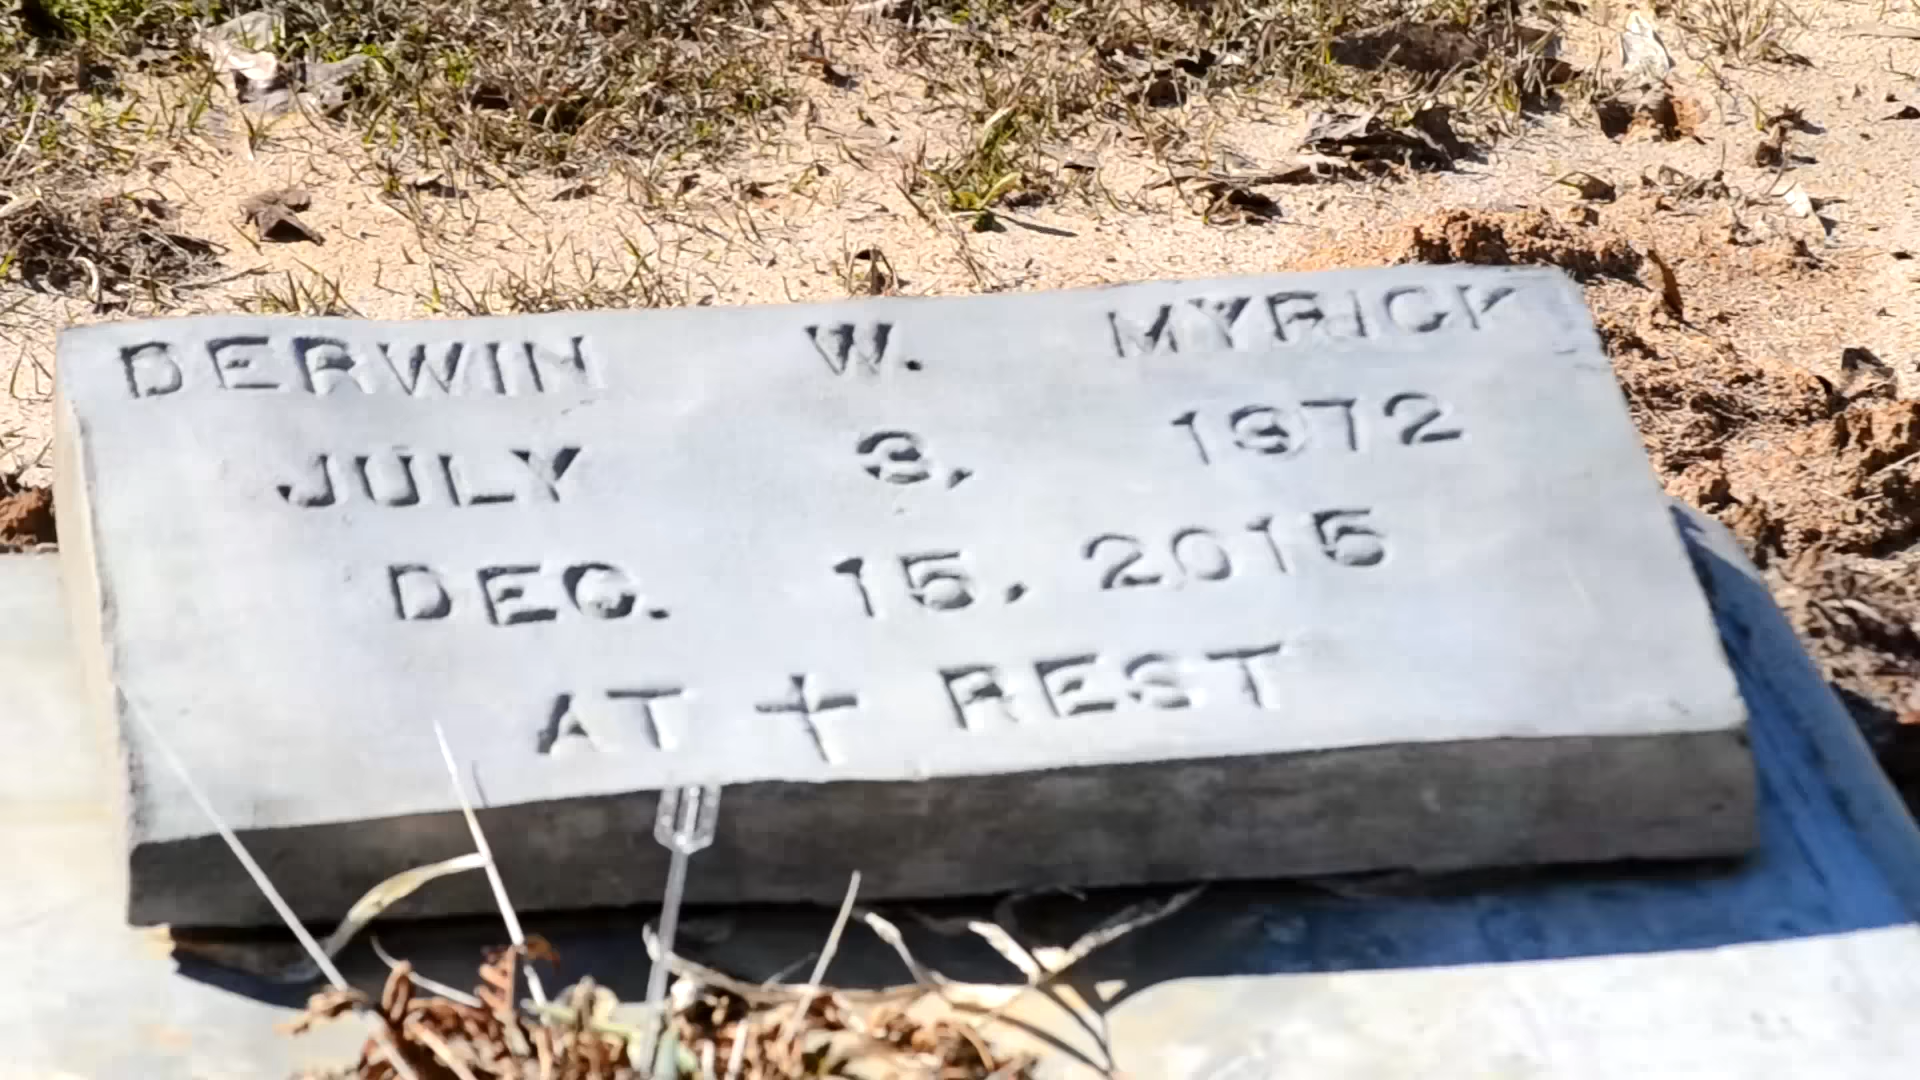 DERWIN W. MYRICK
JULY 3, 1972
DEC. 15, 2015
AT ✝ REST